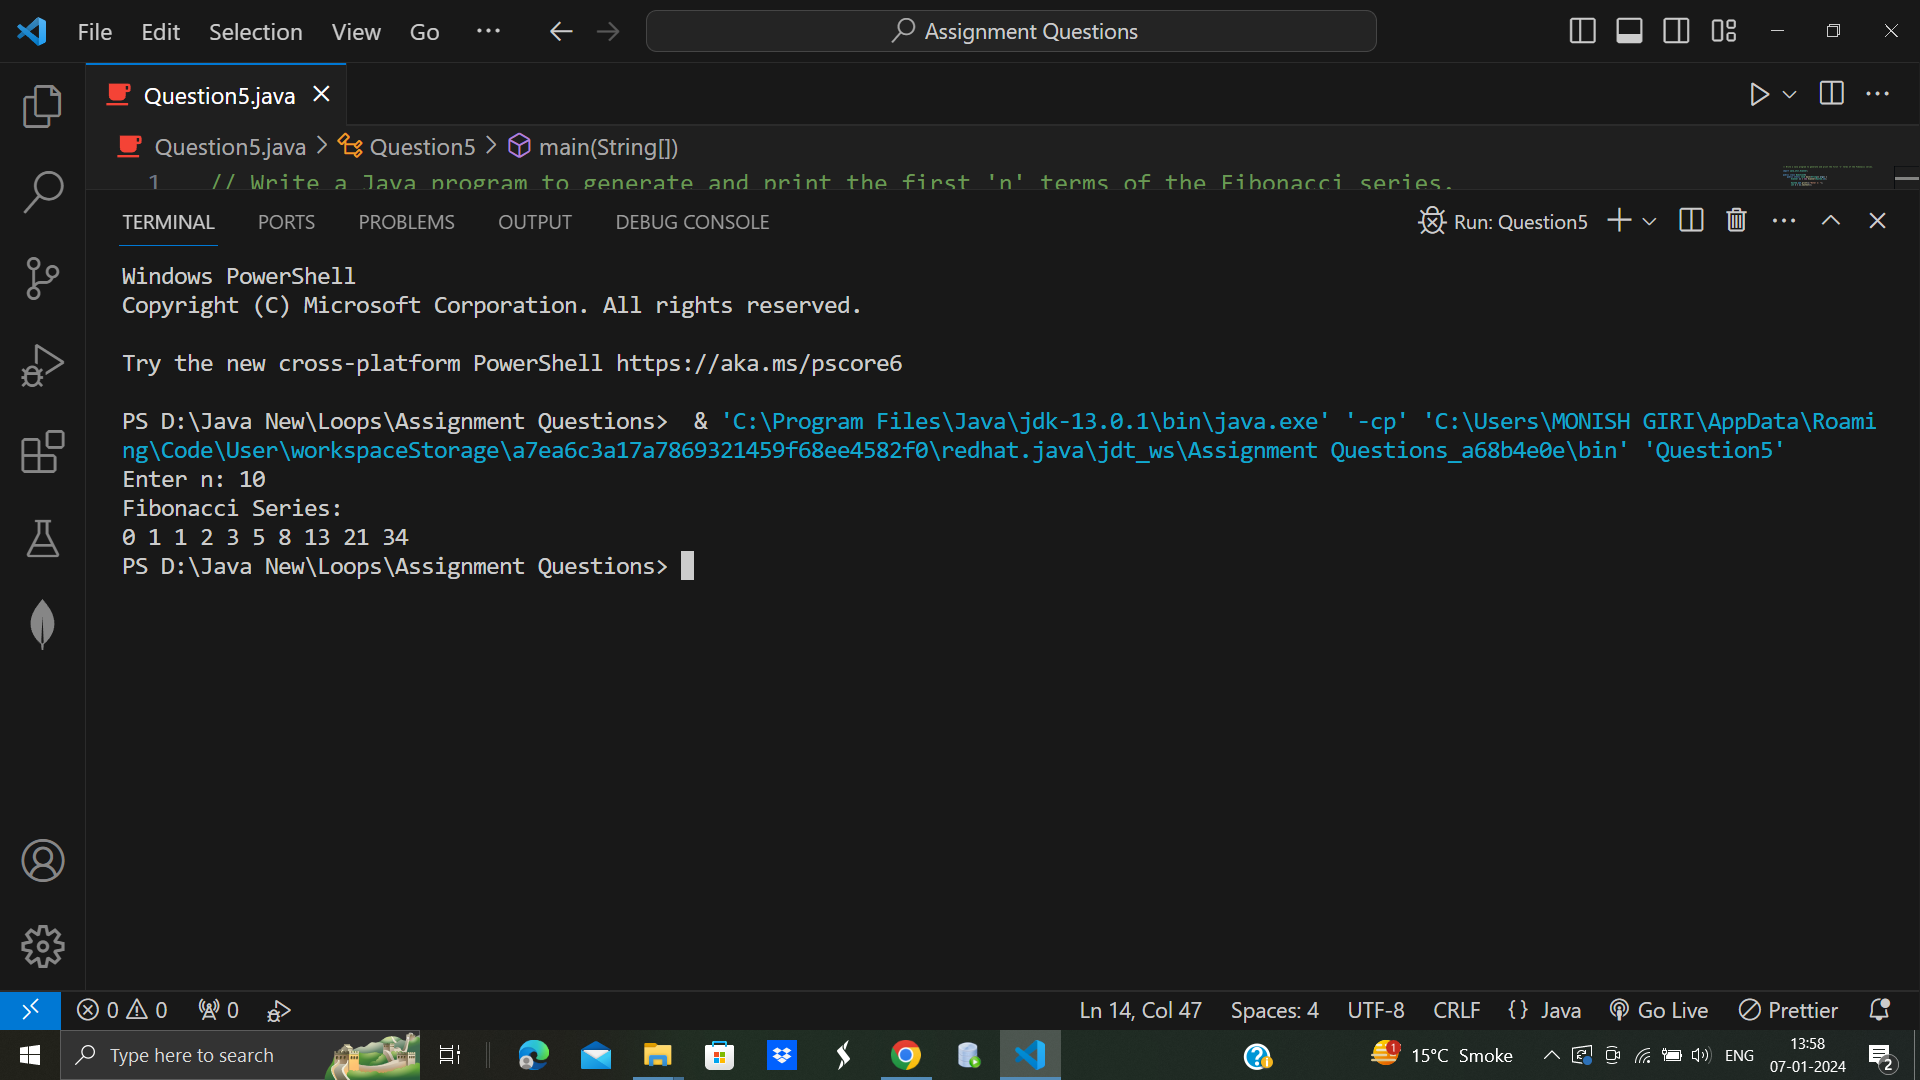 File Edit Selection View Go ··· Assignment Questions
Question5.java
Question5.java > Question5 > main(String[])
1 // Write a Java program to generate and print the first 'n' terms of the Fibonacci series.
TERMINAL PORTS PROBLEMS OUTPUT DEBUG CONSOLE Run: Question5
Windows PowerShell
Copyright (C) Microsoft Corporation. All rights reserved.
Try the new cross-platform PowerShell https://aka.ms/pscore6
PS D:\Java New\Loops\Assignment Questions>  & 'C:\Program Files\Java\jdk-13.0.1\bin\java.exe' '-cp' 'C:\Users\MONISH GIRI\AppData\Roami
ng\Code\User\workspaceStorage\a7ea6c3a17a7869321459f68ee4582f0\redhat.java\jdt_ws\Assignment Questions_a68b4e0e\bin' 'Question5'
Enter n: 10
Fibonacci Series:
0 1 1 2 3 5 8 13 21 34
PS D:\Java New\Loops\Assignment Questions>
0 0 0 Ln 14, Col 47 Spaces: 4 UTF-8 CRLF {} Java Go Live Prettier
Type here to search 1 15°C Smoke ENG 13:58
07-01-2024 2